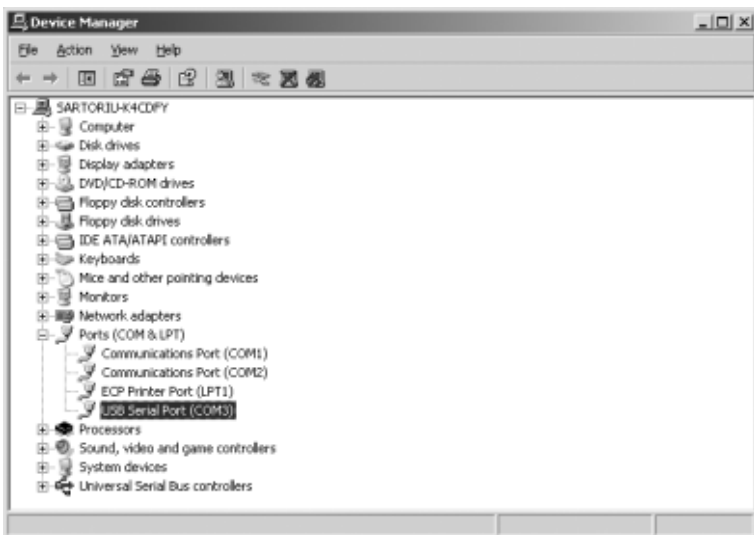 Device Manager
File Action View Help
SARTORIU-K4CDFY
Computer
Disk drives
Display adapters
DVD/CD-ROM drives
Floppy disk controllers
Floppy disk drives
IDE ATA/ATAPI controllers
Keyboards
Mice and other pointing devices
Monitors
Network adapters
Ports (COM & LPT)
Communications Port (COM1)
Communications Port (COM2)
ECP Printer Port (LPT1)
USB Serial Port (COM3)
Processors
Sound, video and game controllers
System devices
Universal Serial Bus controllers